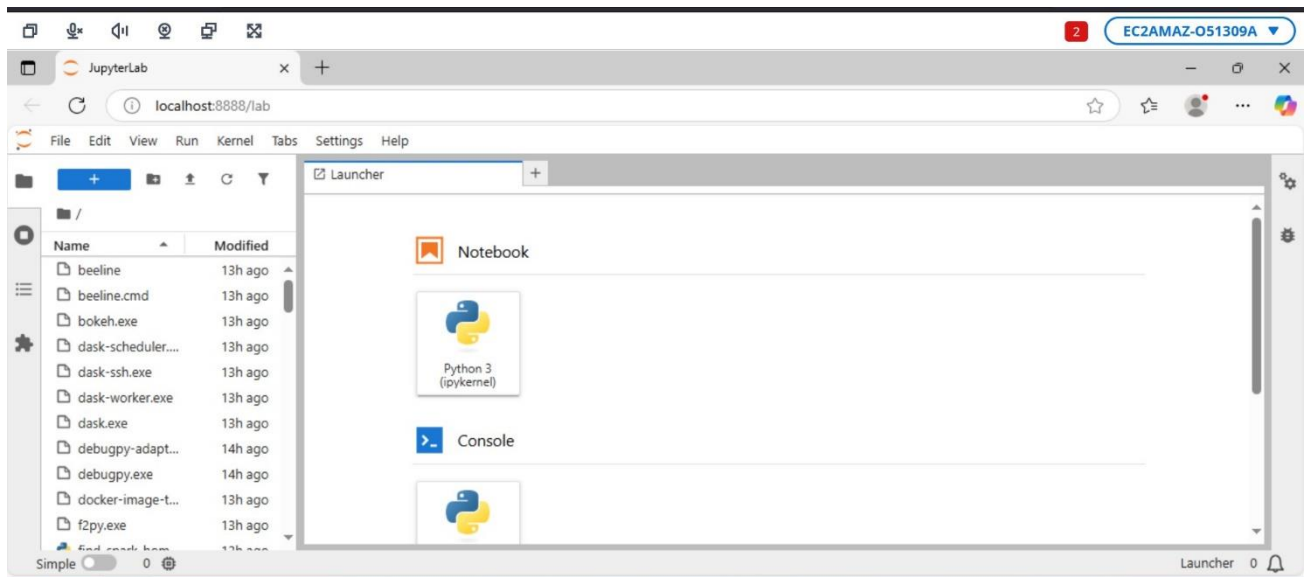 2 EC2AMAZ-O51309A
JupyterLab
localhost:8888/lab
File Edit View Run Kernel Tabs Settings Help
Launcher
/
Name Modified
beeline 13h ago
beeline.cmd 13h ago
bokeh.exe 13h ago
dask-scheduler.... 13h ago
dask-ssh.exe 13h ago
dask-worker.exe 13h ago
dask.exe 13h ago
debugpy-adapt... 14h ago
debugpy.exe 14h ago
docker-image-t... 13h ago
f2py.exe 13h ago
Notebook
Python 3
(ipykernel)
Console
Simple 0
Launcher 0